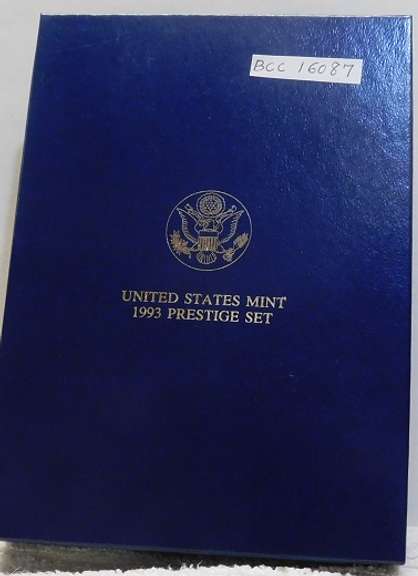 BCC 16087
UNITED STATES MINT
1993 PRESTIGE SET